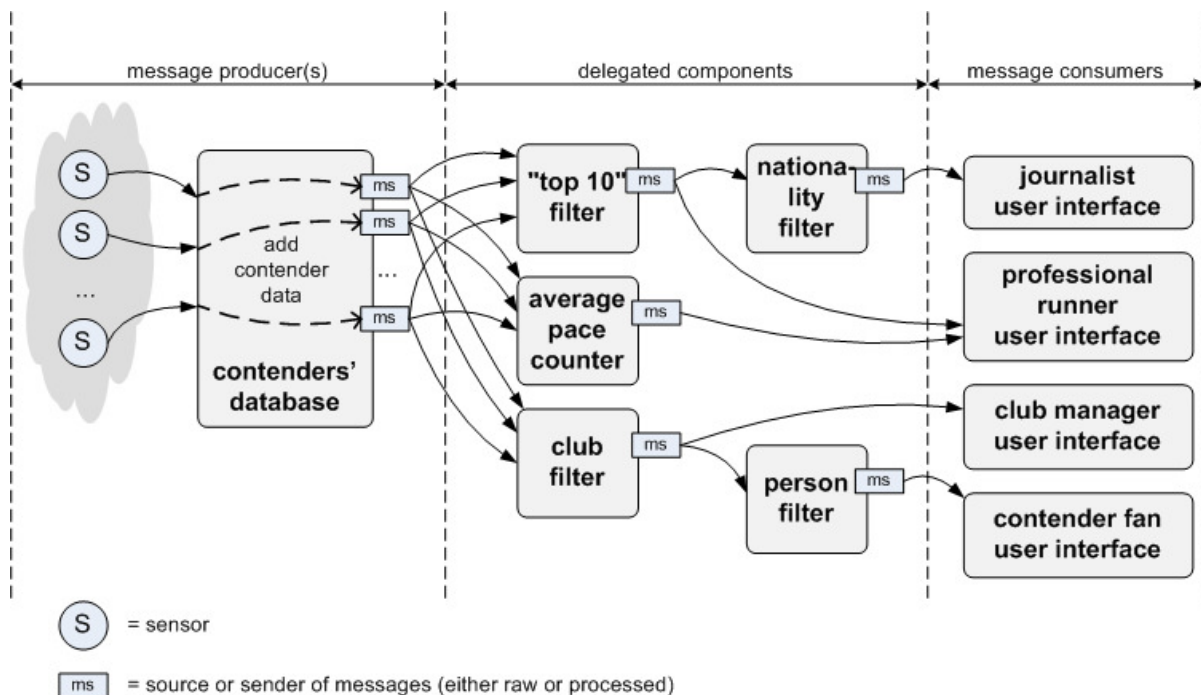 message producer(s)
delegated components
message consumers
S
S
...
S
add
contender
data
contenders'
database
ms
ms
...
ms
"top 10"
filter
ms
average
pace
counter
ms
club
filter
ms
nationa-
lity
filter
ms
person
filter
ms
journalist
user interface
professional
runner
user interface
club manager
user interface
contender fan
user interface
S = sensor
ms = source or sender of messages (either raw or processed)